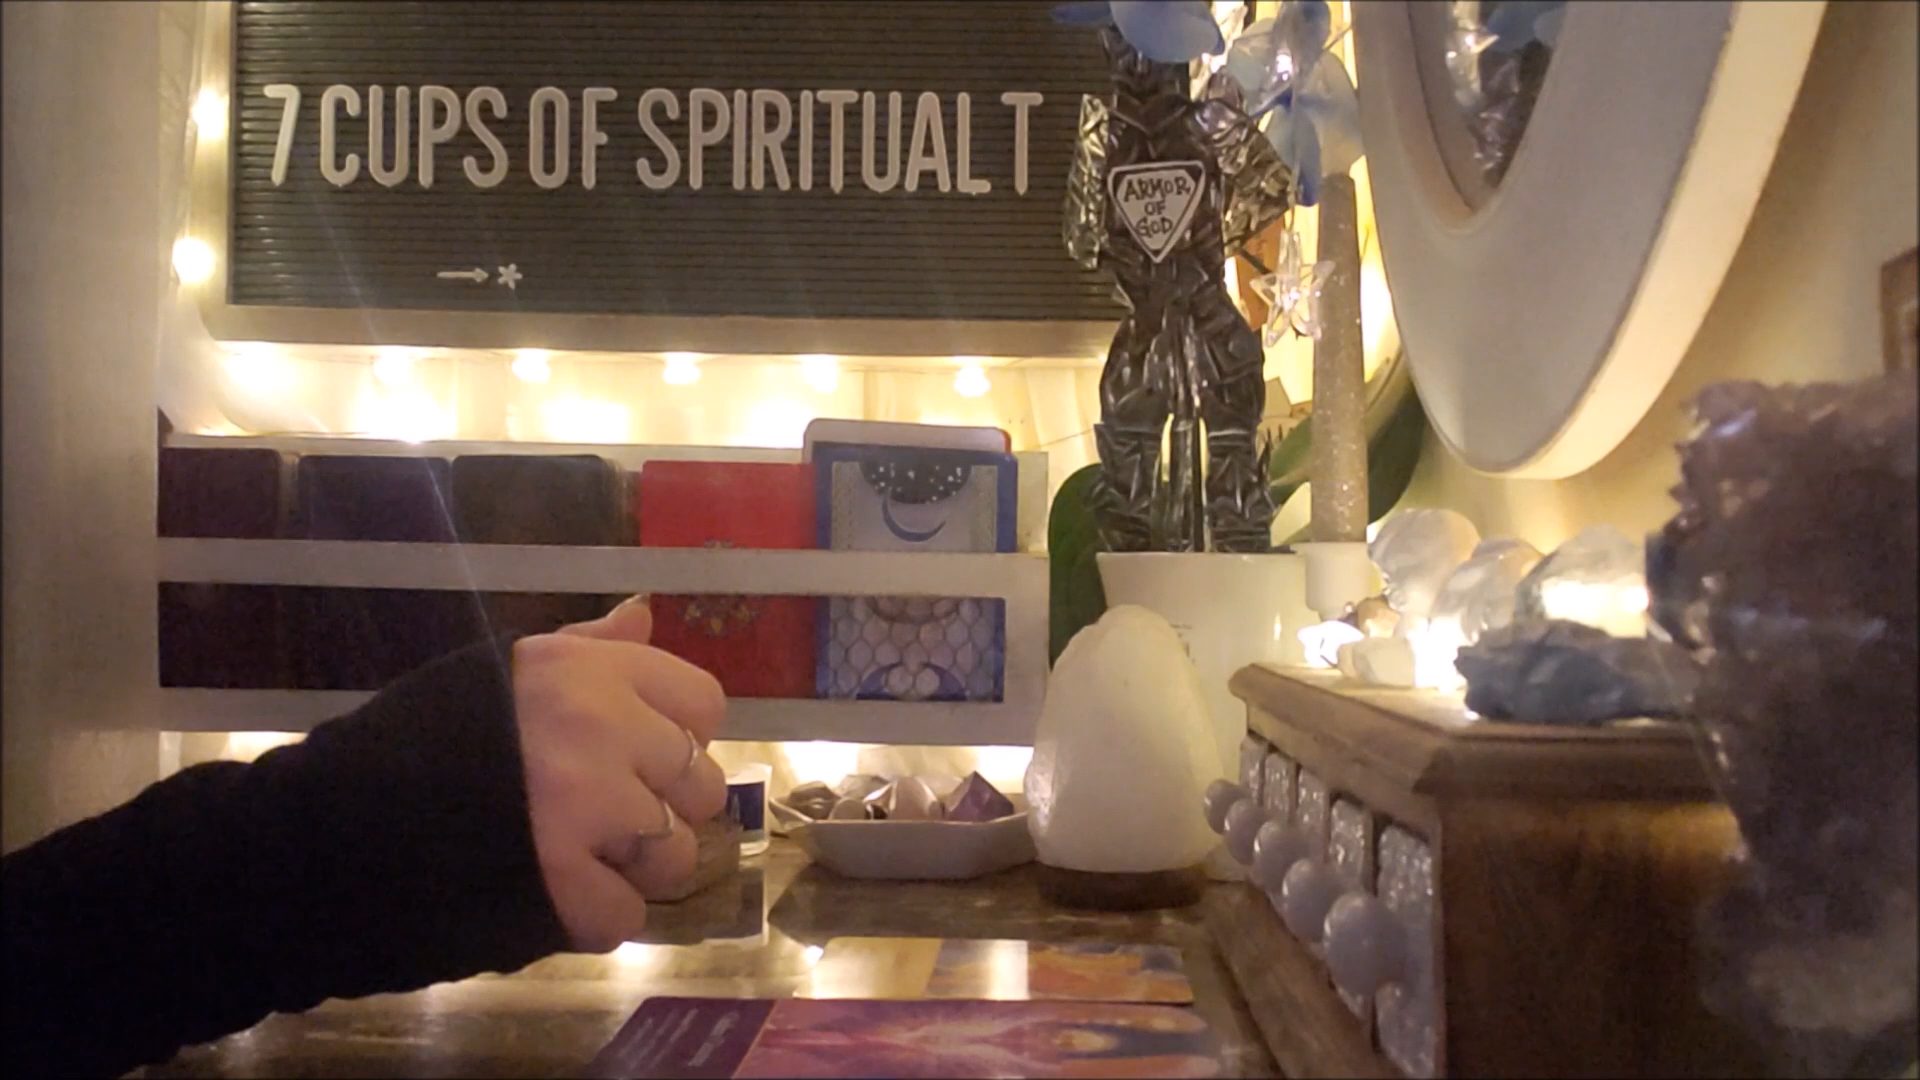 7 CUPS OF SPIRITUAL T
ARMOR
OF
GOD